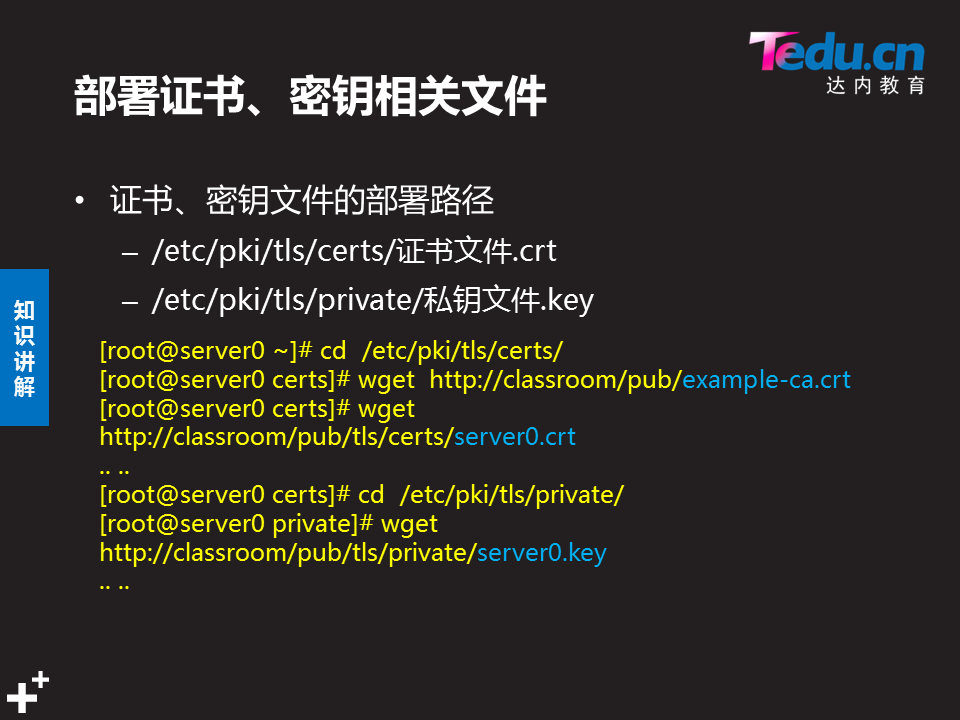 Tedu.cn
达内教育
部署证书、密钥相关文件
• 证书、密钥文件的部署路径
– /etc/pki/tls/certs/证书文件.crt
– /etc/pki/tls/private/私钥文件.key
知识讲解
[root@server0 ~]# cd  /etc/pki/tls/certs/
[root@server0 certs]# wget  http://classroom/pub/example-ca.crt
[root@server0 certs]# wget
http://classroom/pub/tls/certs/server0.crt
.. ..
[root@server0 certs]# cd  /etc/pki/tls/private/
[root@server0 private]# wget
http://classroom/pub/tls/private/server0.key
.. ..